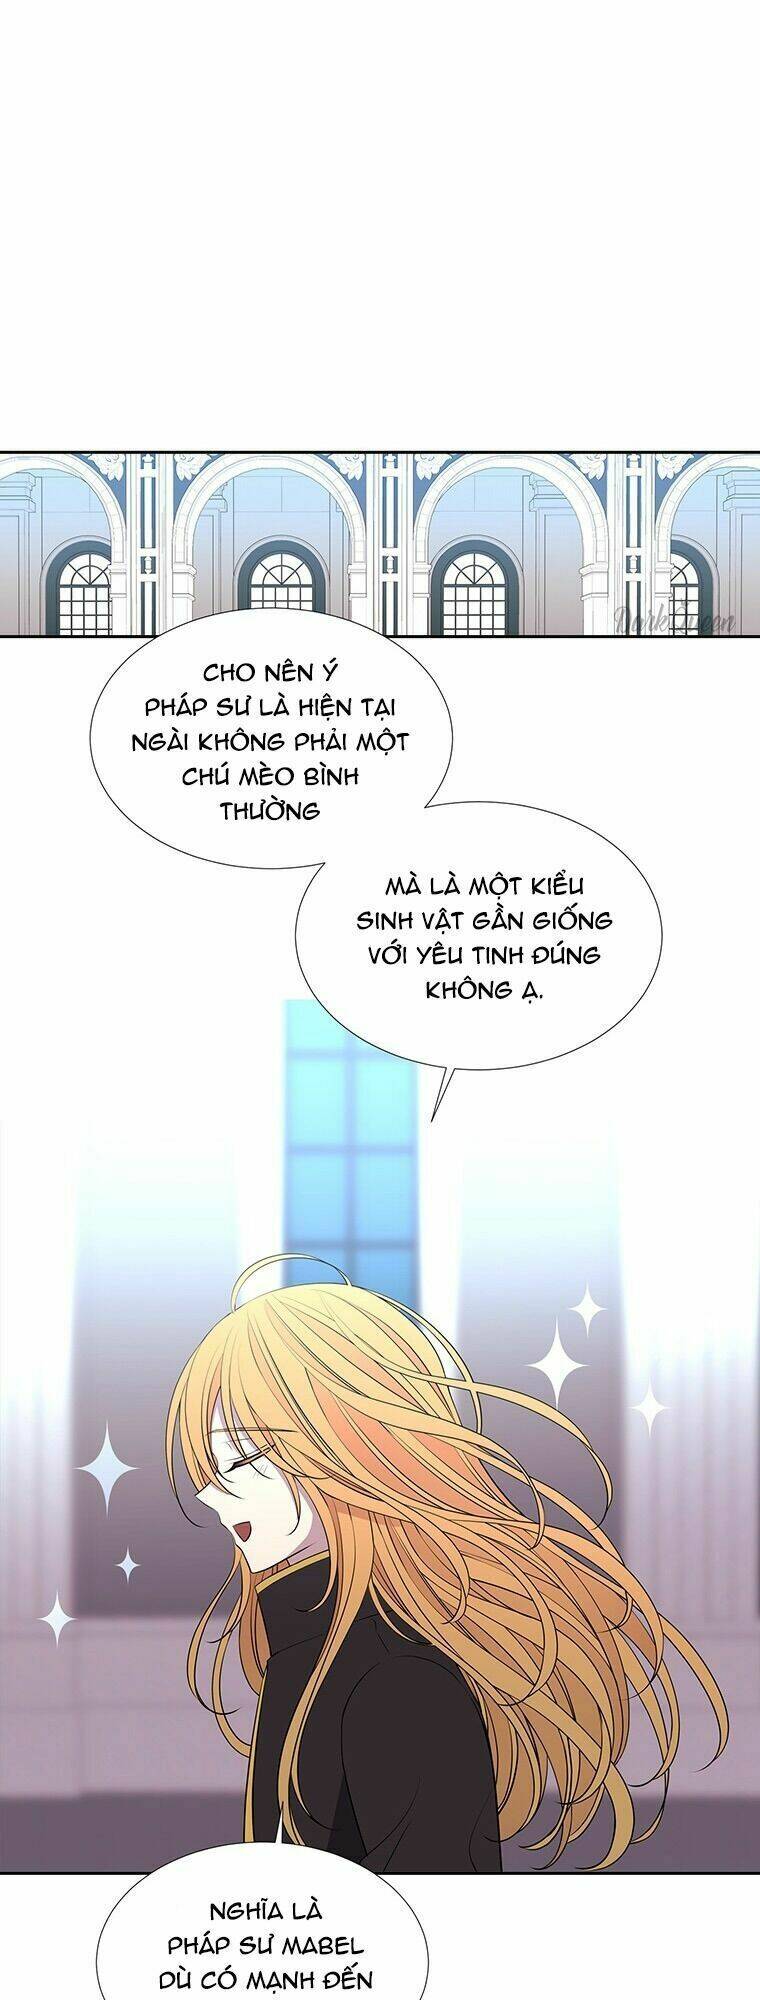 DarkQueen
CHO NÊN Ý
PHÁP SƯ LÀ HIỆN TẠI
NGÀI KHÔNG PHẢI MỘT
CHÚ MÈO BÌNH
THƯỜNG
MÀ LÀ MỘT KIỂU
SINH VẬT GẦN GIỐNG
VỚI YÊU TINH ĐÚNG
KHÔNG Ạ.
NGHĨA LÀ
PHÁP SƯ MABEL
DÙ CÓ MẠNH ĐẾN